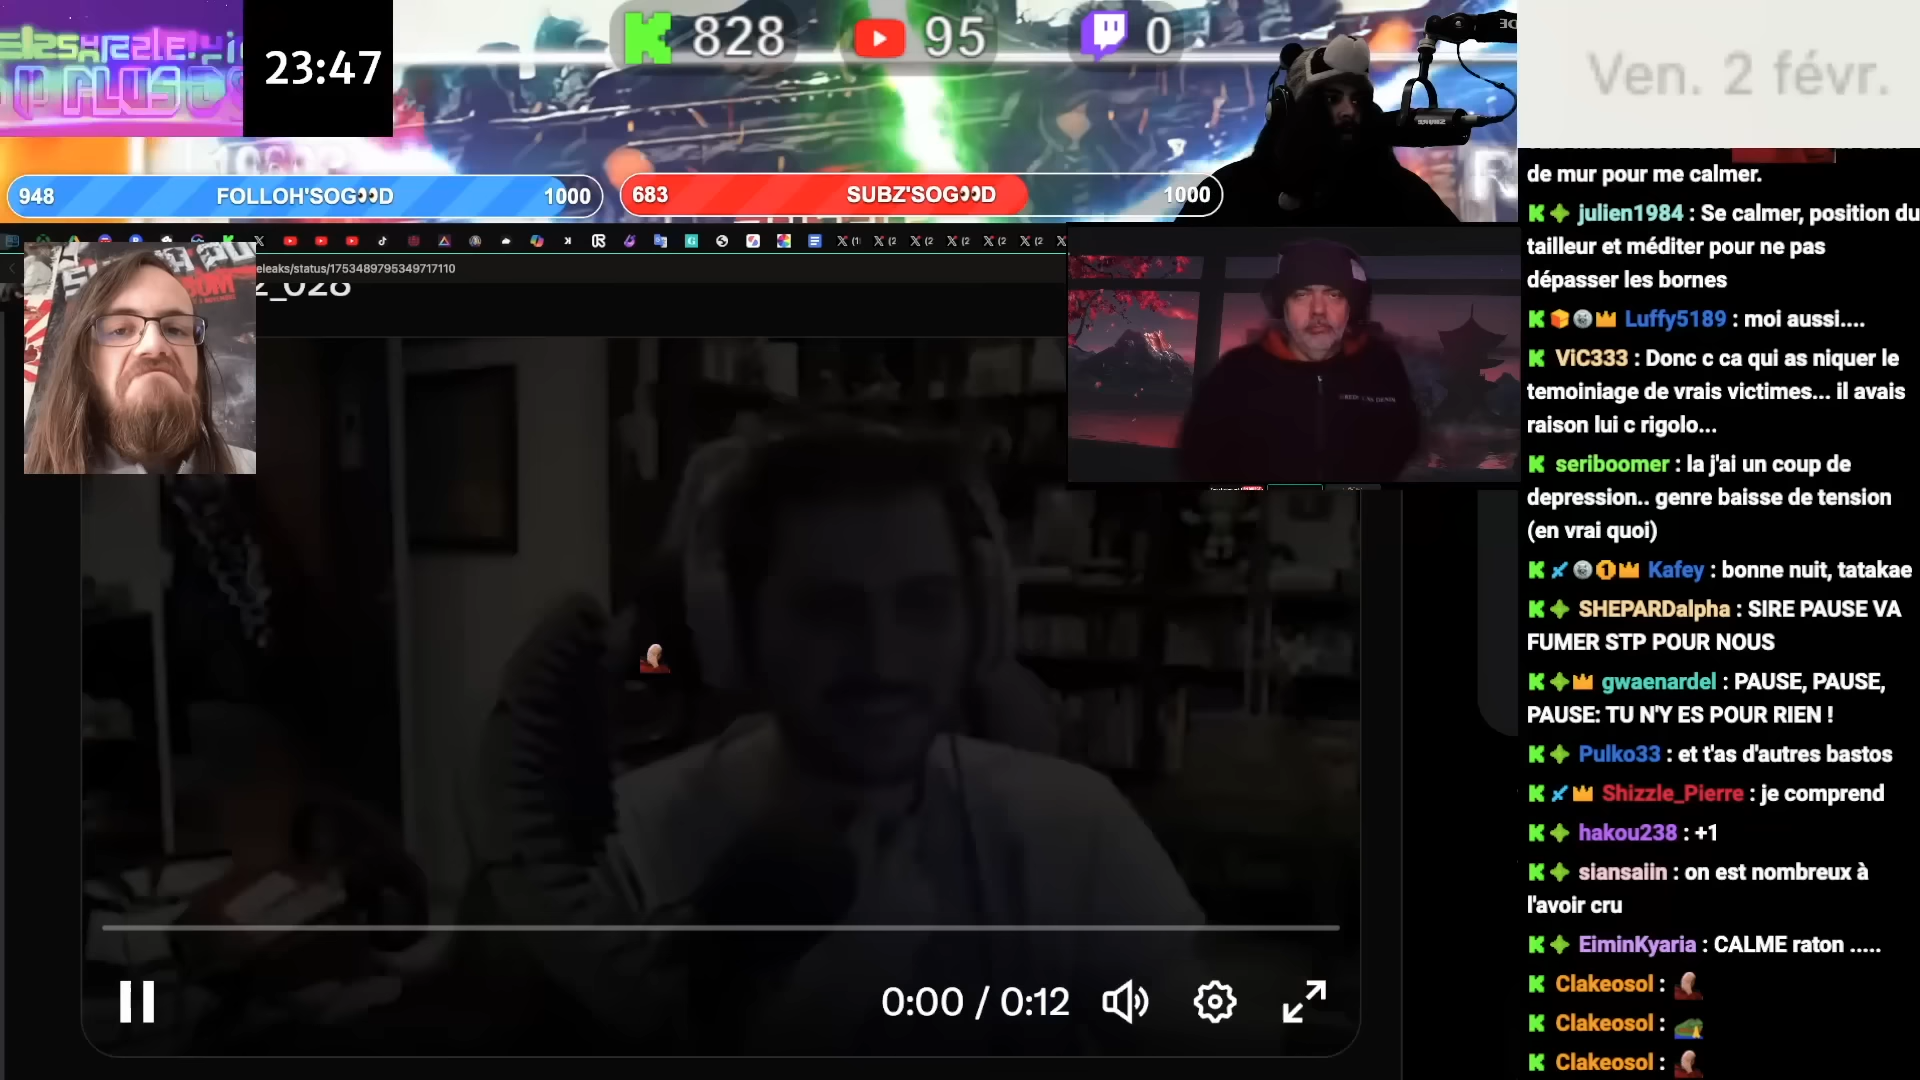 23:47
828
95
0
Ven. 2 févr.
948 FOLLOH'SOG👀D 1000
683 SUBZ'SOG👀D 1000
eleaks/status/1753489795349717110
de mur pour me calmer.
julien1984 : Se calmer, position du
tailleur et méditer pour ne pas
dépasser les bornes
Luffy5189 : moi aussi....
ViC333 : Donc c ca qui as niquer le
temoiniage de vrais victimes... il avais
raison lui c rigolo...
seriboomer : la j'ai un coup de
depression.. genre baisse de tension
(en vrai quoi)
Kafey : bonne nuit, tatakae
SHEPARDalpha : SIRE PAUSE VA
FUMER STP POUR NOUS
gwaenardel : PAUSE, PAUSE,
PAUSE: TU N'Y ES POUR RIEN !
Pulko33 : et t'as d'autres bastos
Shizzle_Pierre : je comprend
hakou238 : +1
siansaiin : on est nombreux à
l'avoir cru
EiminKyaria : CALME raton .....
Clakeosol :
Clakeosol :
Clakeosol :
0:00 / 0:12